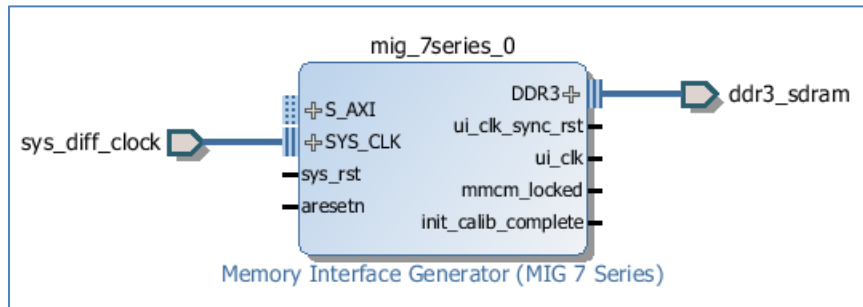 mig_7series_0
DDR3
ddr3_sdram
S_AXI
ui_clk_sync_rst
sys_diff_clock
SYS_CLK
ui_clk
sys_rst
mmcm_locked
aresetn
init_calib_complete
Memory Interface Generator (MIG 7 Series)